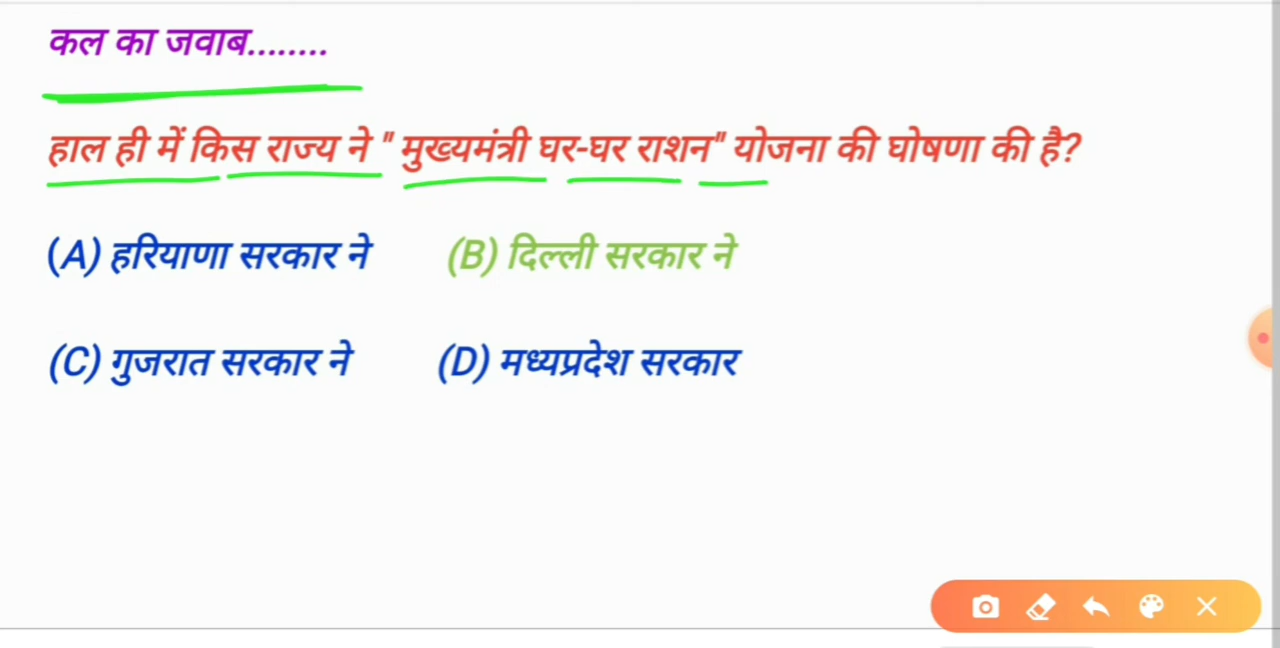 कल का जवाब........
हाल ही में किस राज्य ने " मुख्यमंत्री घर-घर राशन" योजना की घोषणा की है?
(A) हरियाणा सरकार ने (B) दिल्ली सरकार ने
(C) गुजरात सरकार ने (D) मध्यप्रदेश सरकार